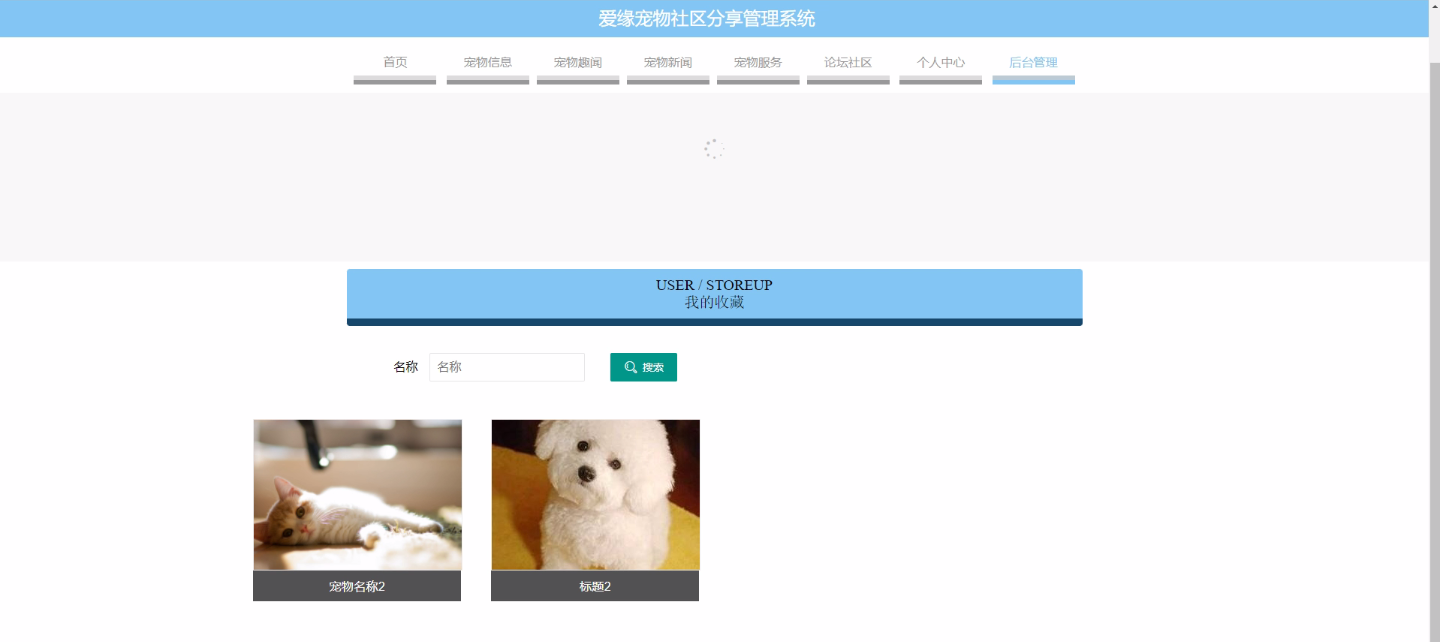 爱缘宠物社区分享管理系统
首页 宠物信息 宠物趣闻 宠物新闻 宠物服务 论坛社区 个人中心 后台管理
USER / STOREUP
我的收藏
名称 名称 搜索
宠物名称2 标题2